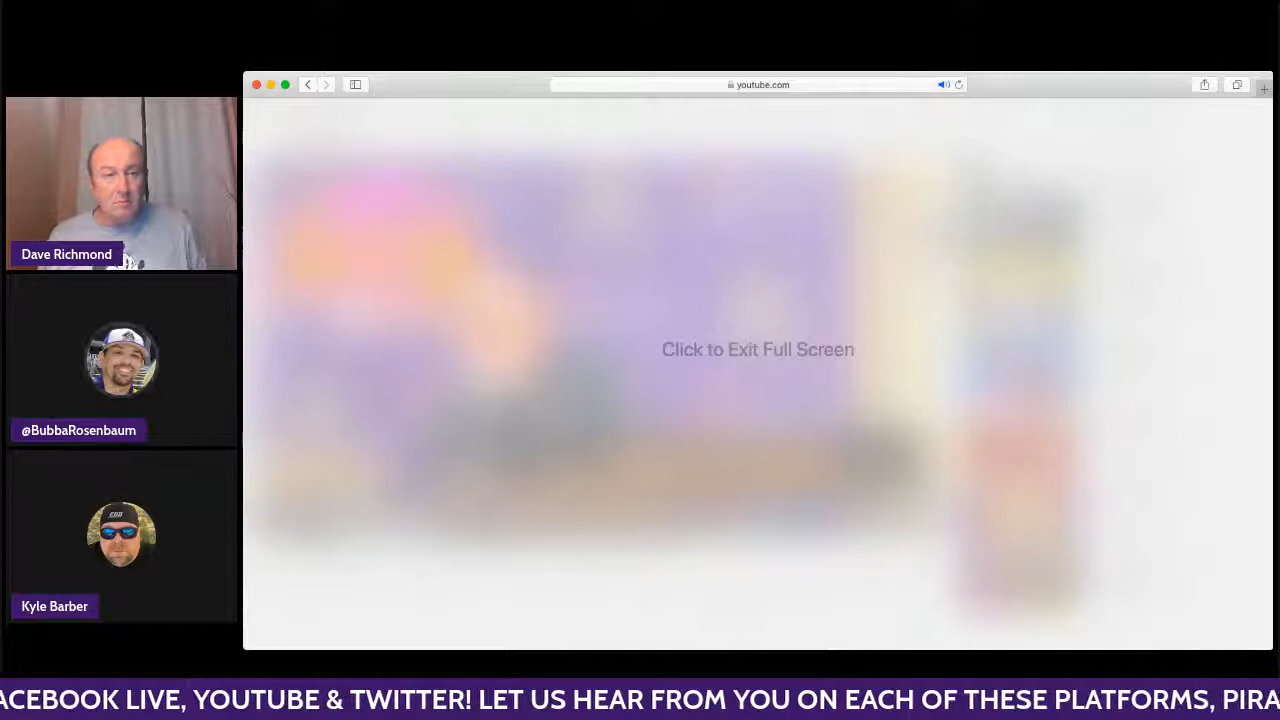 youtube.com
Dave Richmond
@BubbaRosenbaum
Click to Exit Full Screen
Kyle Barber
ACEBOOK LIVE, YOUTUBE & TWITTER! LET US HEAR FROM YOU ON EACH OF THESE PLATFORMS, PIRA